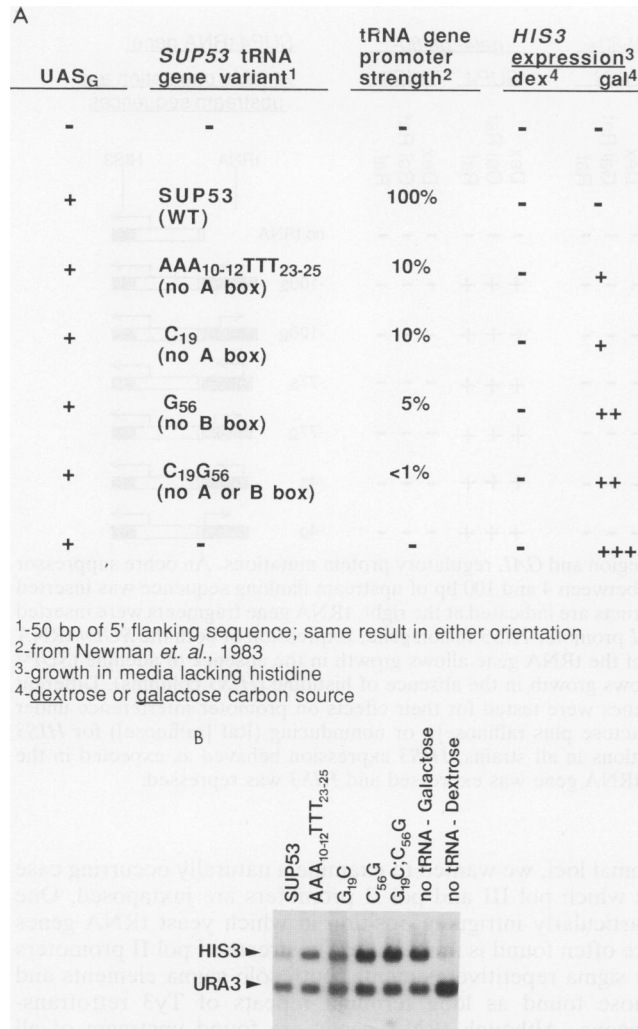 A
UAS_G SUP53 tRNA gene variant¹ tRNA gene promoter strength² HIS3 expression³
dex⁴ gal⁴
- - - - -
+ SUP53 100% - -
(WT)
+ AAA₁₀₋₁₂TTT₂₃₋₂₅ 10% - +
(no A box)
+ C₁₉ 10% - +
(no A box)
+ G₅₆ 5% - ++
(no B box)
+ C₁₉G₅₆ <1% - ++
(no A or B box)
+ - - - +++
1-50bp of 5' flanking sequence; same result in either orientation
2-from Newman et. al., 1983
3-growth in media lacking histidine
4-dextrose or galactose carbon source
B
SUP53
AAA₁₀₋₁₂TTT₂₃₋₂₅
G₁₉C
C₅₆G
G₁₉C;C₅₆G
no tRNA - Galactose
no tRNA - Dextrose
HIS3
URA3